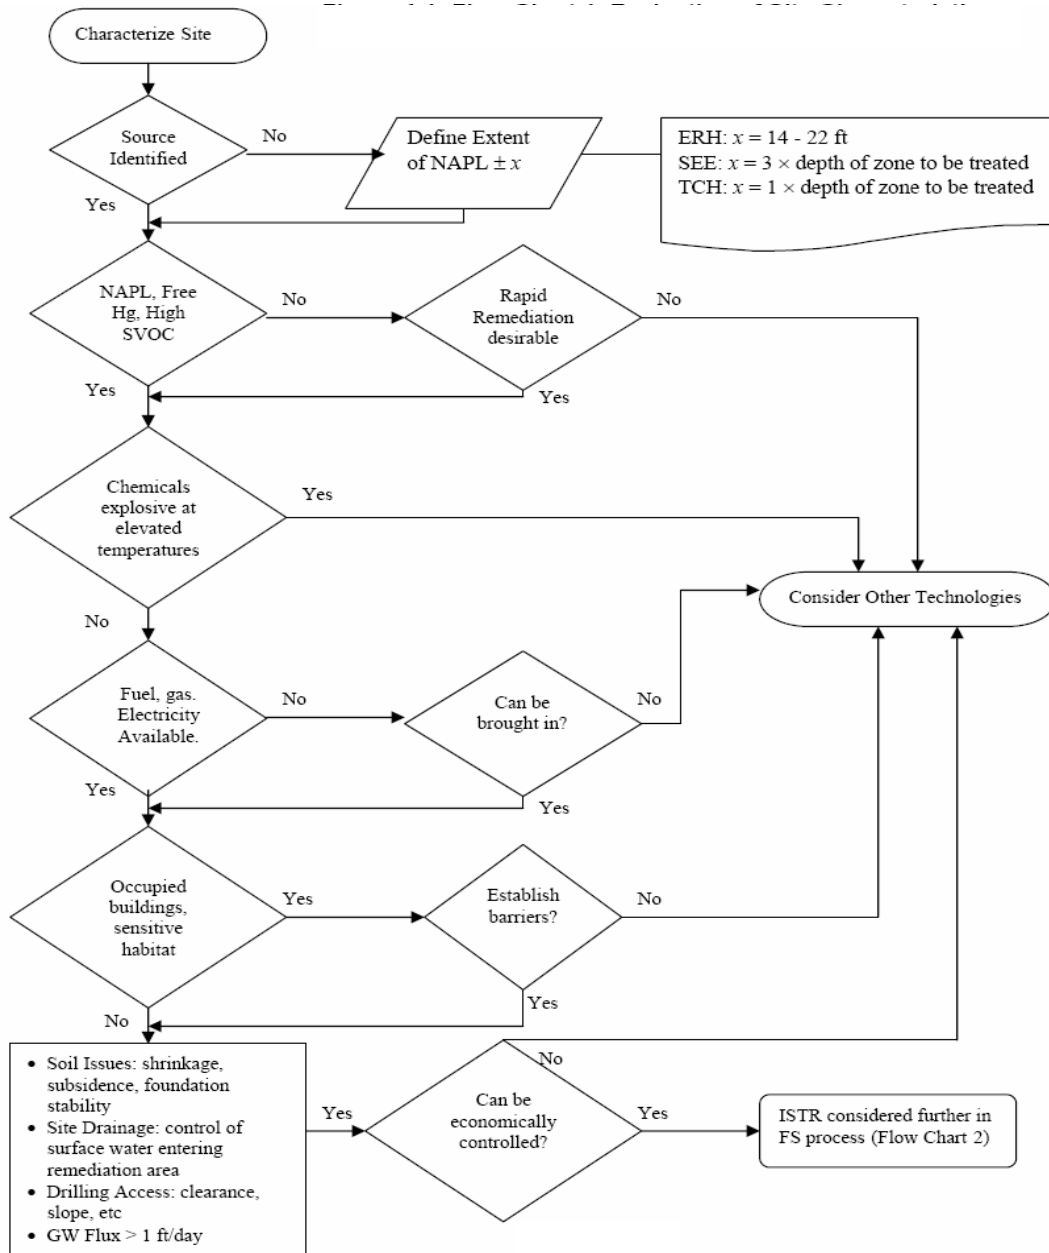 Characterize Site
Source
Identified
No
Define Extent
of NAPL ± x
ERH: x = 14 - 22 ft
SEE: x = 3 × depth of zone to be treated
TCH: x = 1 × depth of zone to be treated
Yes
NAPL, Free
Hg, High
SVOC
No
Rapid
Remediation
desirable
No
Yes
Yes
Chemicals
explosive at
elevated
temperatures
Yes
Consider Other Technologies
No
Fuel, gas.
Electricity
Available.
No
Can be
brought in?
No
Yes
Yes
Occupied
buildings,
sensitive
habitat
Yes
Establish
barriers?
No
Yes
No
• Soil Issues: shrinkage,
subsidence, foundation
stability
• Site Drainage: control of
surface water entering
remediation area
• Drilling Access: clearance,
slope, etc
• GW Flux > 1 ft/day
Yes
No
Can be
economically
controlled?
Yes
ISTR considered further in
FS process (Flow Chart 2)